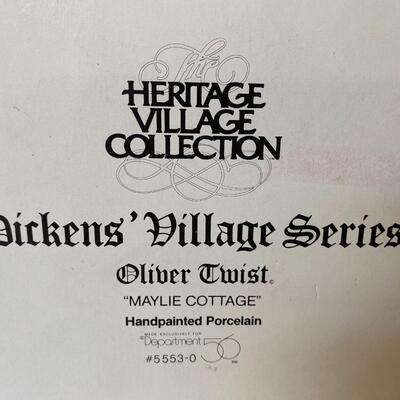 The
HERITAGE
VILLAGE
COLLECTION
Dickens' Village Series
Oliver Twist©
"MAYLIE COTTAGE"
Handpainted Porcelain
MADE EXCLUSIVELY FOR
©Department 56
#5553-0